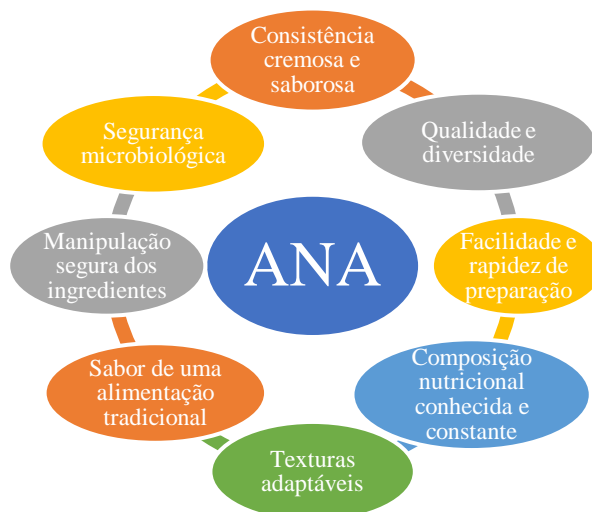 Consistência
cremosa e
saborosa
Qualidade e
diversidade
Facilidade e
rapidez de
preparação
Composição
nutricional
conhecida e
constante
Texturas
adaptáveis
Sabor de uma
alimentação
tradicional
Manipulação
segura dos
ingredientes
Segurança
microbiológica
ANA